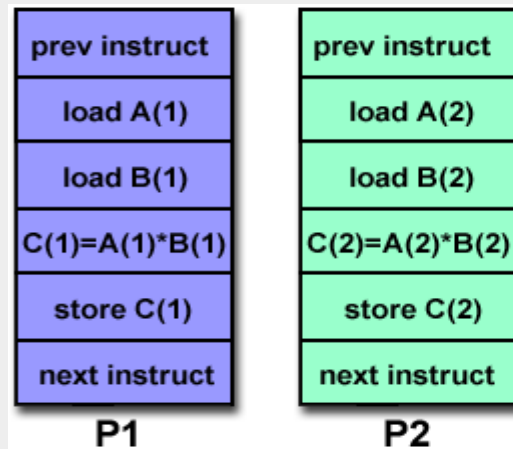 prev instruct
load A(1)
load B(1)
C(1)=A(1)*B(1)
store C(1)
next instruct
P1
prev instruct
load A(2)
load B(2)
C(2)=A(2)*B(2)
store C(2)
next instruct
P2